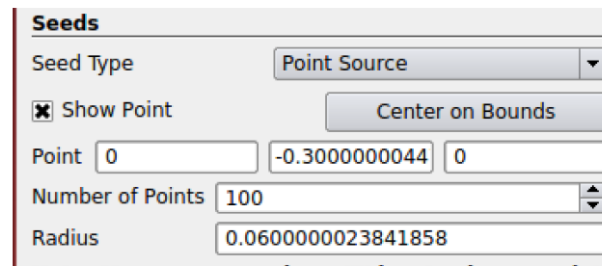 Seeds
Seed Type Point Source
Show Point Center on Bounds
Point 0 -0.3000000044 0
Number of Points 100
Radius 0.0600000023841858